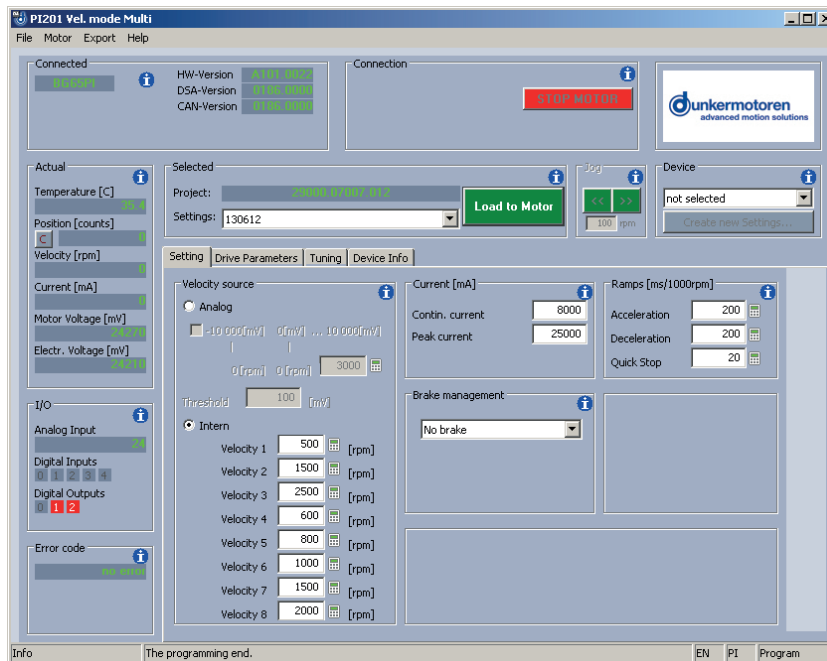 PI201 Vel. mode Multi
File Motor Export Help
Connected
BG65PI
HW-Version A101.0022
DSA-Version 0186.0000
CAN-Version 0186.0000
Connection
STOP MOTOR
dunkermotoren
advanced motion solutions
Actual
Temperature [C]
35.4
Position [counts]
C 0
Velocity [rpm]
0
Current [mA]
0
Motor Voltage [mV]
24270
Electr. Voltage [mV]
24210
I/O
Analog Input
24
Digital Inputs
0 1 2 3 4
Digital Outputs
0 1 2
Error code
no error
Selected
Project: 29000.07007.012
Settings: 130612
Load to Motor
Jog
<< >>
100 rpm
Device
not selected
Create new Settings...
Setting Drive Parameters Tuning Device Info
Velocity source
Analog
-10 000[mV] 0[mV] ... 10 000[mV]
| |
0 [rpm] 0 [rpm] 3000
Threshold 100 [mV]
Intern
Velocity 1 500 [rpm]
Velocity 2 1500 [rpm]
Velocity 3 2500 [rpm]
Velocity 4 600 [rpm]
Velocity 5 800 [rpm]
Velocity 6 1000 [rpm]
Velocity 7 1500 [rpm]
Velocity 8 2000 [rpm]
Current [mA]
Contin. current 8000
Peak current 25000
Brake management
No brake
Ramps [ms/1000rpm]
Acceleration 200
Deceleration 200
Quick Stop 20
Info The programming end. EN PI Program